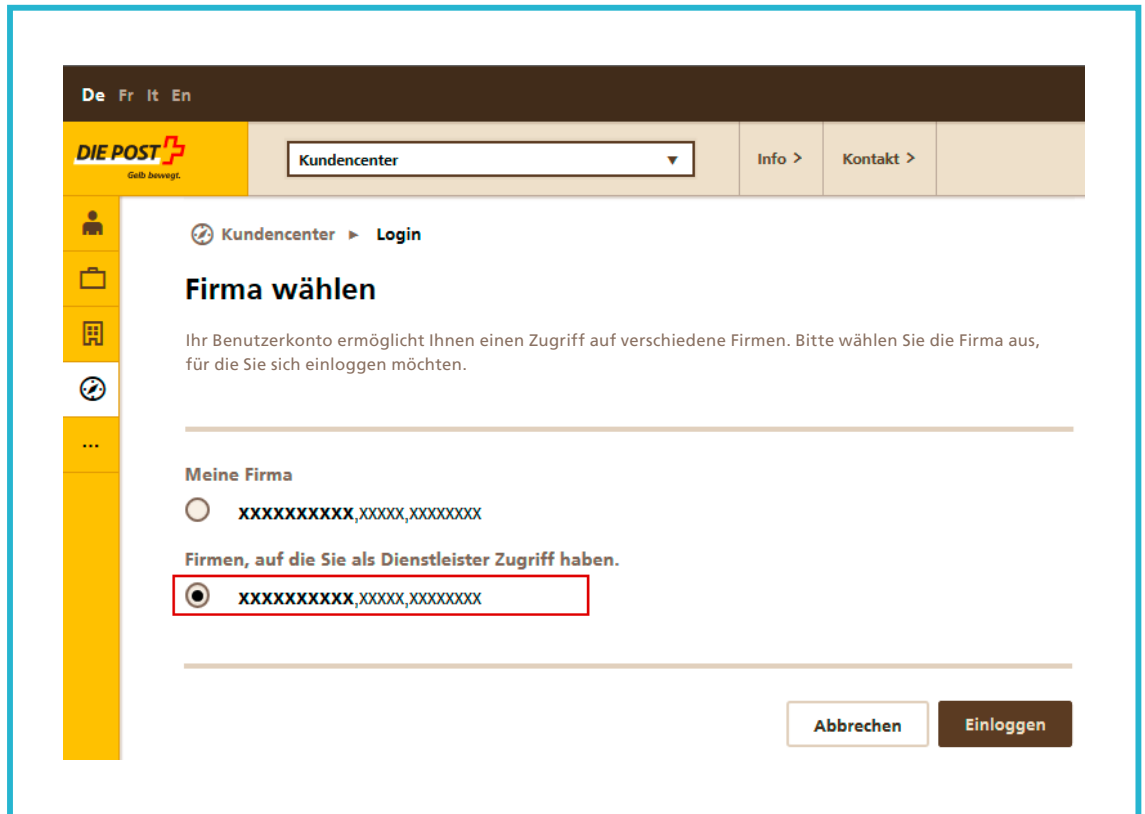 De Fr It En
DIE POST
Gelb bewegt.
Kundencenter
Info >
Kontakt >
Kundencenter ► Login
Firma wählen
Ihr Benutzerkonto ermöglicht Ihnen einen Zugriff auf verschiedene Firmen. Bitte wählen Sie die Firma aus,
für die Sie sich einloggen möchten.
...
Meine Firma
XXXXXXXXXX,XXXXX,XXXXXXXX
Firmen, auf die Sie als Dienstleister Zugriff haben.
XXXXXXXXXX,XXXXX,XXXXXXXX
Abbrechen
Einloggen